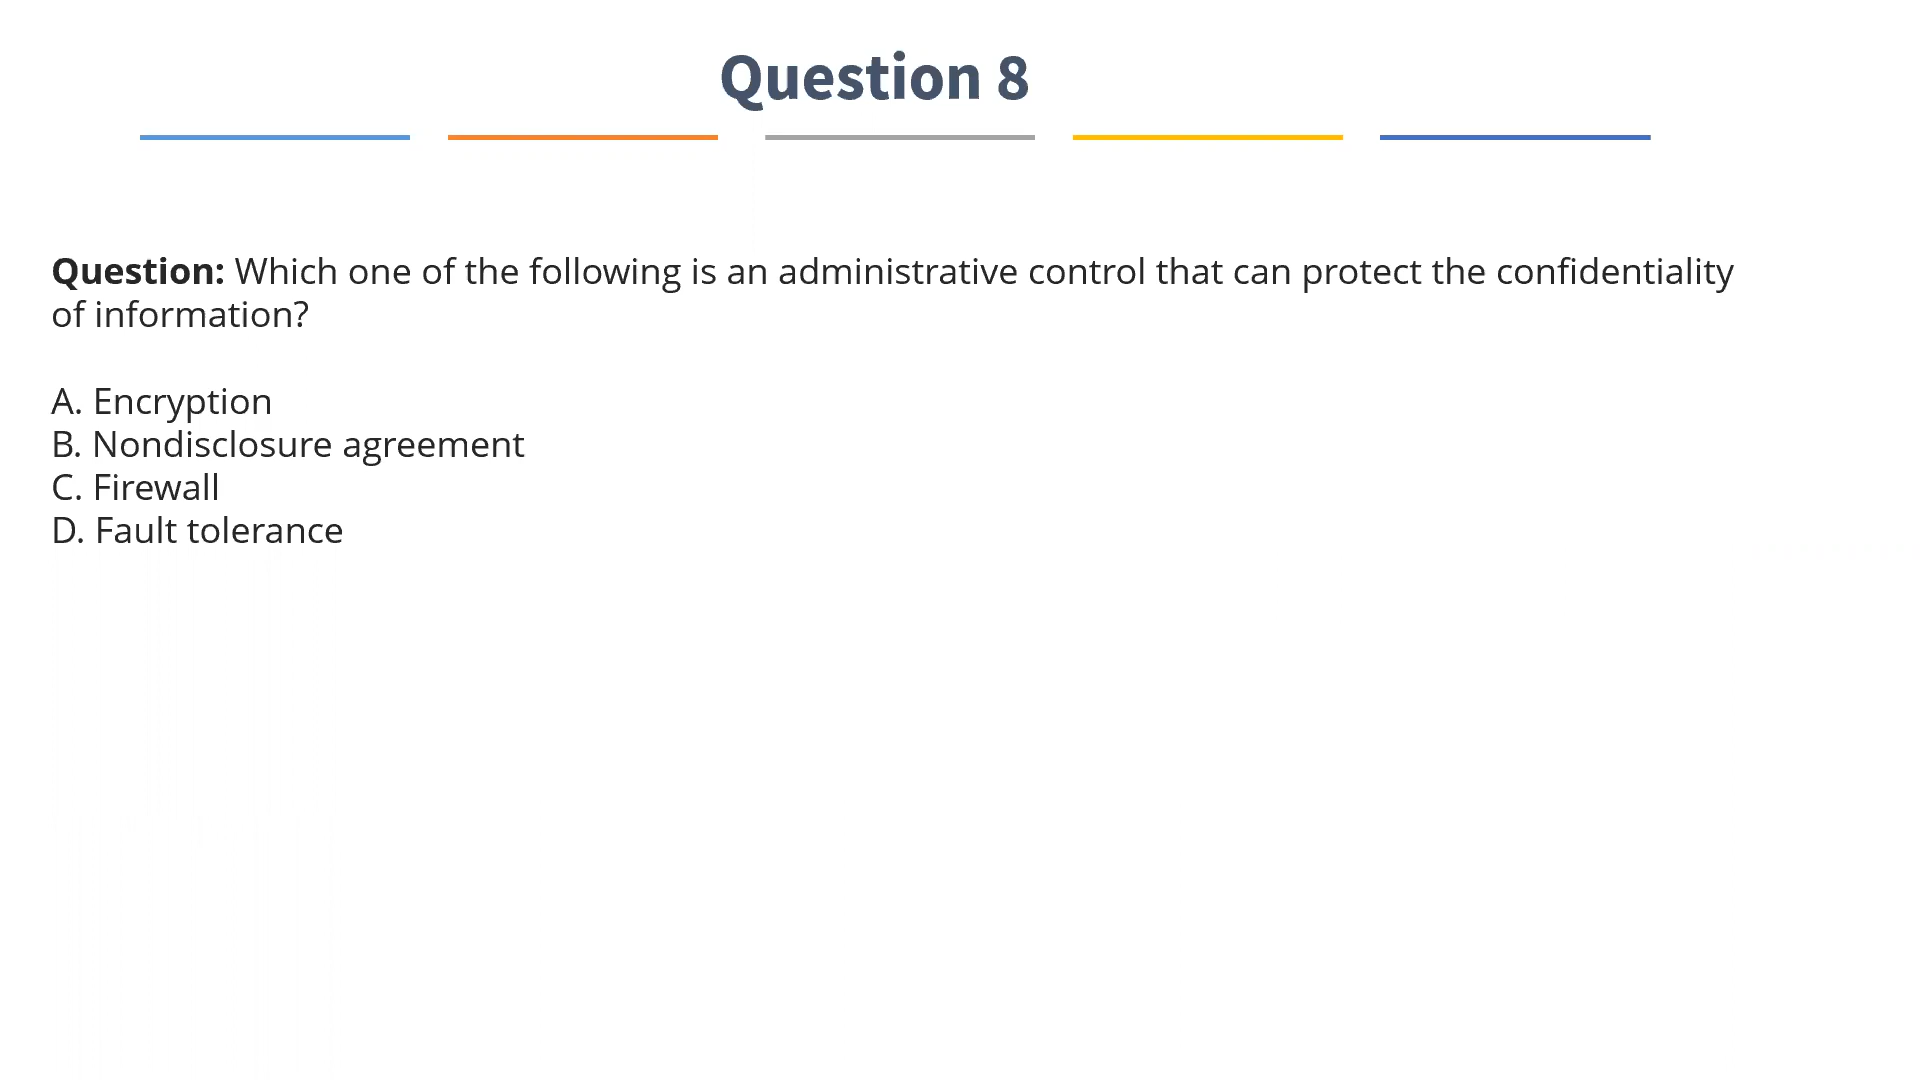 Question 8
Question: Which one of the following is an administrative control that can protect the confidentiality
of information?
A. Encryption
B. Nondisclosure agreement
C. Firewall
D. Fault tolerance